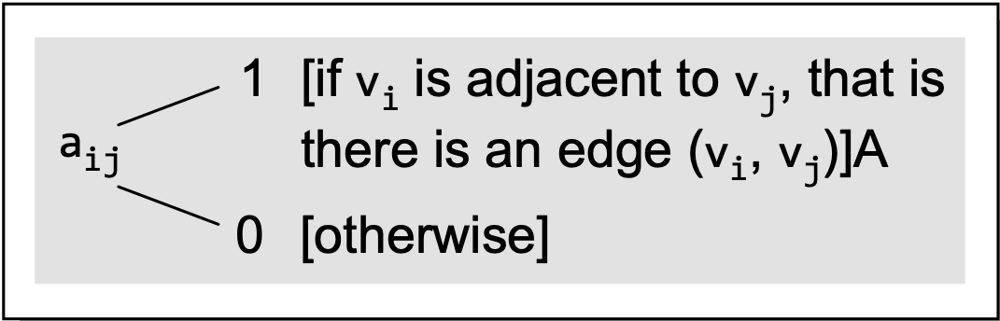 1 [if vi is adjacent to vj, that is
aij there is an edge (vi, vj)]A
0 [otherwise]